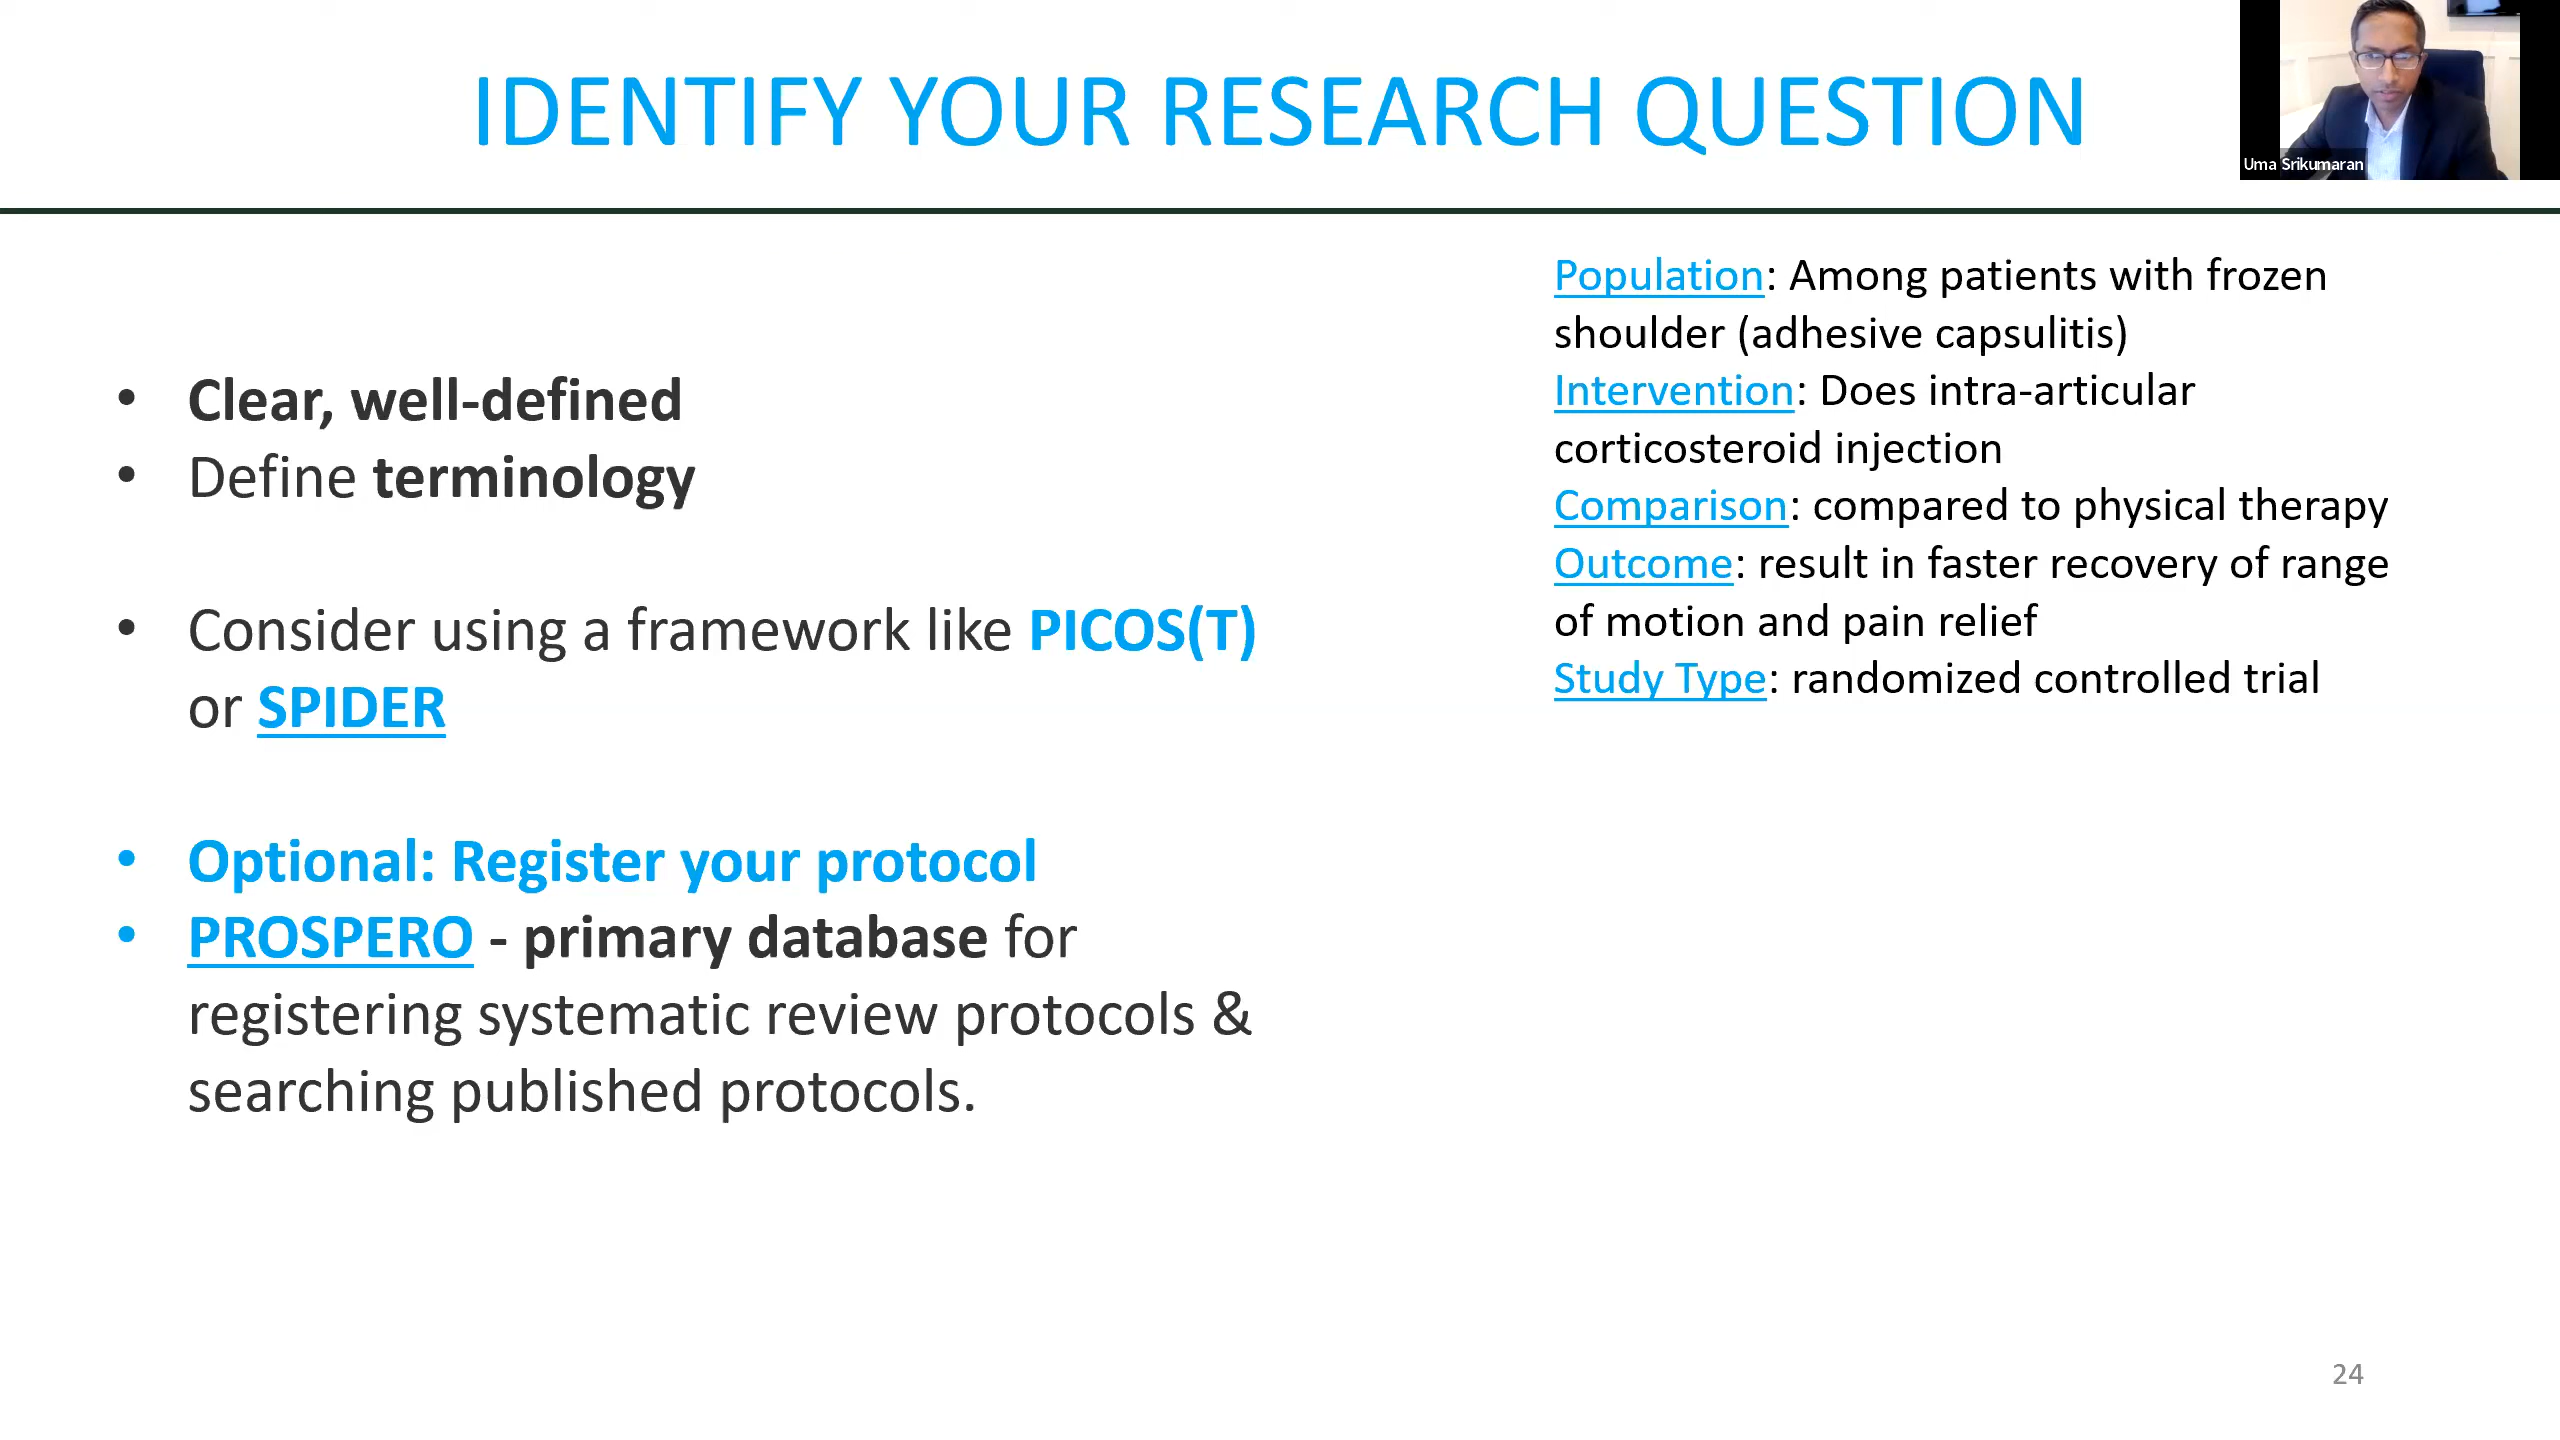 IDENTIFY YOUR RESEARCH QUESTION
Uma Srikumaran
• Clear, well-defined
• Define terminology
• Consider using a framework like PICOS(T)
or SPIDER
• Optional: Register your protocol
• PROSPERO - primary database for
registering systematic review protocols &
searching published protocols.
Population: Among patients with frozen
shoulder (adhesive capsulitis)
Intervention: Does intra-articular
corticosteroid injection
Comparison: compared to physical therapy
Outcome: result in faster recovery of range
of motion and pain relief
Study Type: randomized controlled trial
24